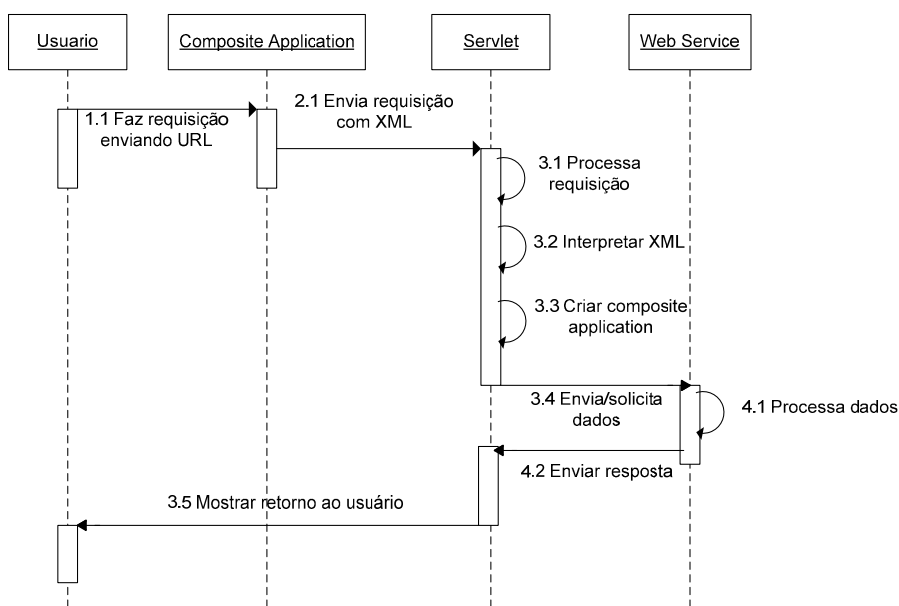 Usuario
Composite Application
Servlet
Web Service
1.1 Faz requisição
enviando URL
2.1 Envia requisição
com XML
3.1 Processa
requisição
3.2 Interpretar XML
3.3 Criar composite
application
3.4 Envia/solicita
dados
4.1 Processa dados
4.2 Enviar resposta
3.5 Mostrar retorno ao usuário